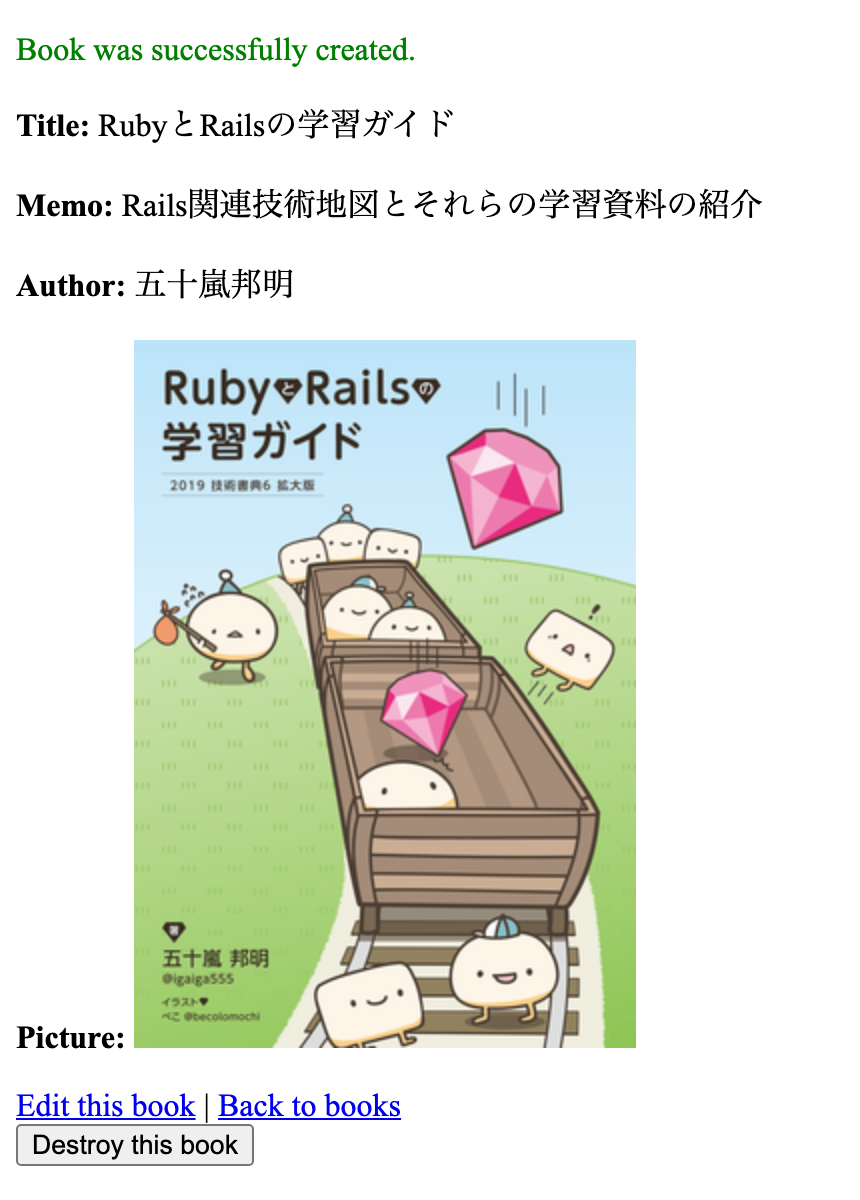 Book was successfully created.
Title: RubyとRailsの学習ガイド
Memo: Rails関連技術地図とそれらの学習資料の紹介
Author: 五十嵐邦明
RubyとRailsの
学習ガイド
2019 技術書典6 拡大版
!
著
五十嵐 邦明
@igaiga555
イラスト♥
ぺこ @becolomochi
Picture:
Edit this book | Back to books
Destroy this book